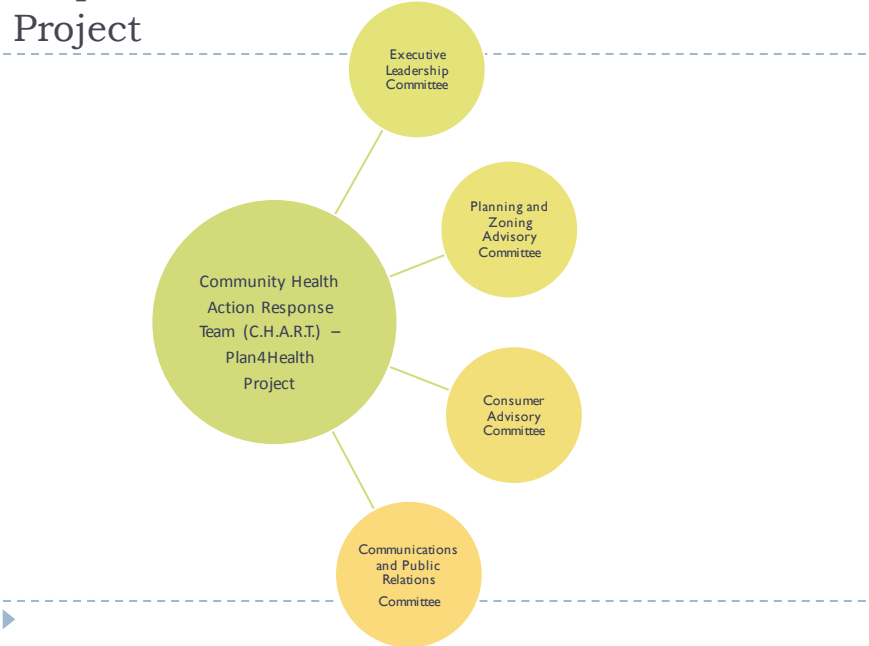 Project
Executive
Leadership
Committee
Planning and
Zoning
Advisory
Committee
Community Health
Action Response
Team (C.H.A.R.T.) –
Plan4Health
Project
Consumer
Advisory
Committee
Communications
and Public
Relations
Committee